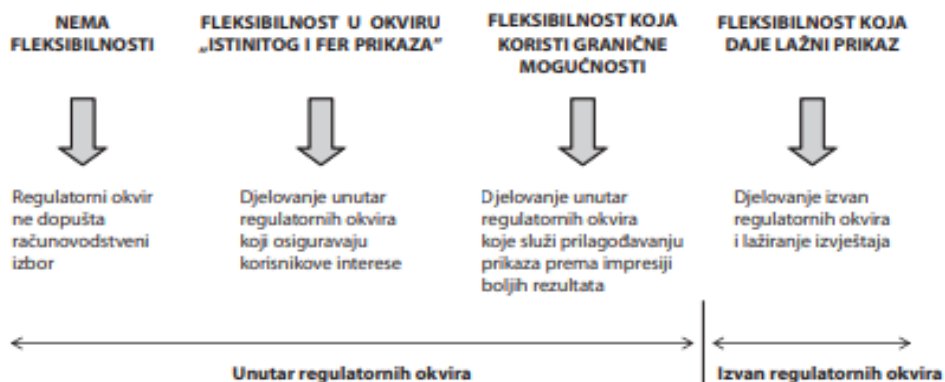 NEMA
FLEKSIBILNOSTI
FLEKSIBILNOST U OKVIRU
„ISTINITOG I FER PRIKAZA”
FLEKSIBILNOST KOJA
KORISTI GRANIČNE
MOGUĆNOSTI
FLEKSIBILNOST KOJA
DAJE LAŽNI PRIKAZ
Regulatorni okvir
ne dopušta
računovodstveni
izbor
Djelovanje unutar
regulatornih okvira
koji osiguravaju
korisnikove interese
Djelovanje unutar
regulatornih okvira
koje služi prilagođavanju
prikaza prema impresiji
boljih rezultata
Djelovanje izvan
regulatornih okvira
i lažiranje izvještaja
Unutar regulatornih okvira
Izvan regulatornih okvira